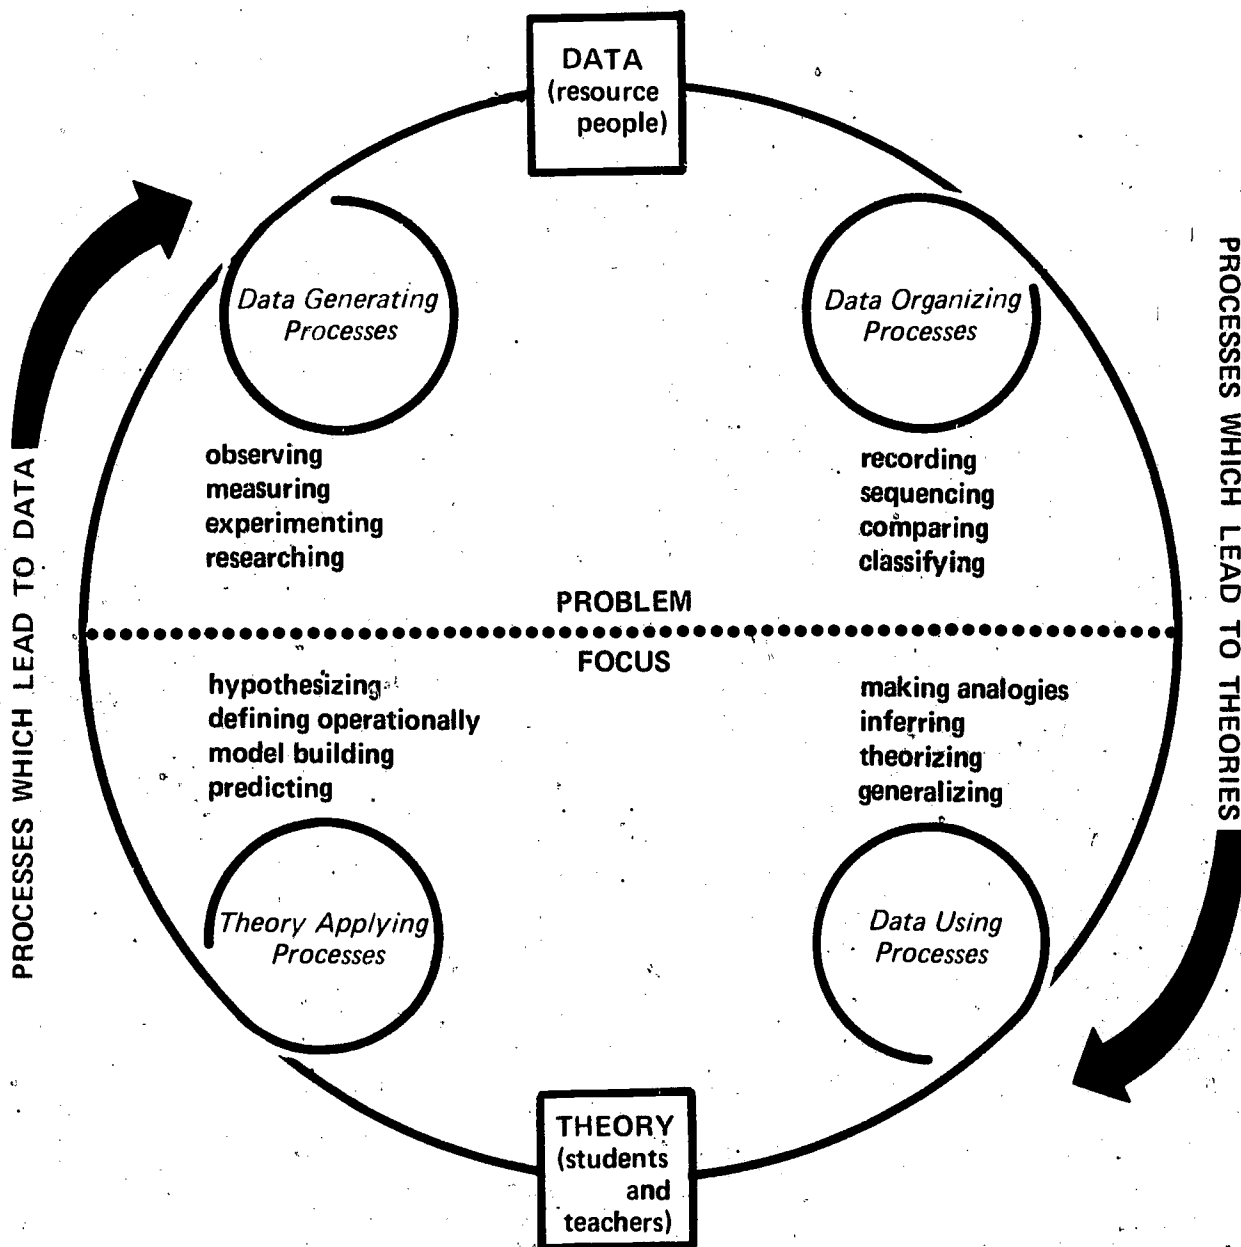 DATA
(resource
people)
Data Generating
Processes
Data Organizing
Processes
observing
measuring
experimenting
researching
recording
sequencing
comparing
classifying
PROBLEM
FOCUS
hypothesizing
defining operationally
model building
predicting
making analogies
inferring
theorizing
generalizing
Theory Applying
Processes
Data Using
Processes
THEORY
(students
and
teachers)
PROCESSES WHICH LEAD TO DATA
PROCESSES WHICH LEAD TO THEORIES